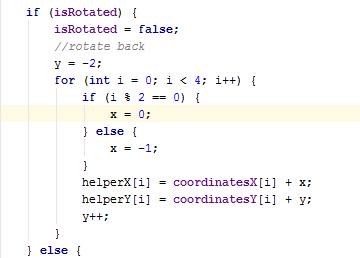 if (isRotated) {
    isRotated = false;
    //rotate back
    y = -2;
    for (int i = 0; i < 4; i++) {
        if (i % 2 == 0) {
            x = 0;
        } else {
            x = -1;
        }
        helperX[i] = coordinatesX[i] + x;
        helperY[i] = coordinatesY[i] + y;
        y++;
    }
} else {